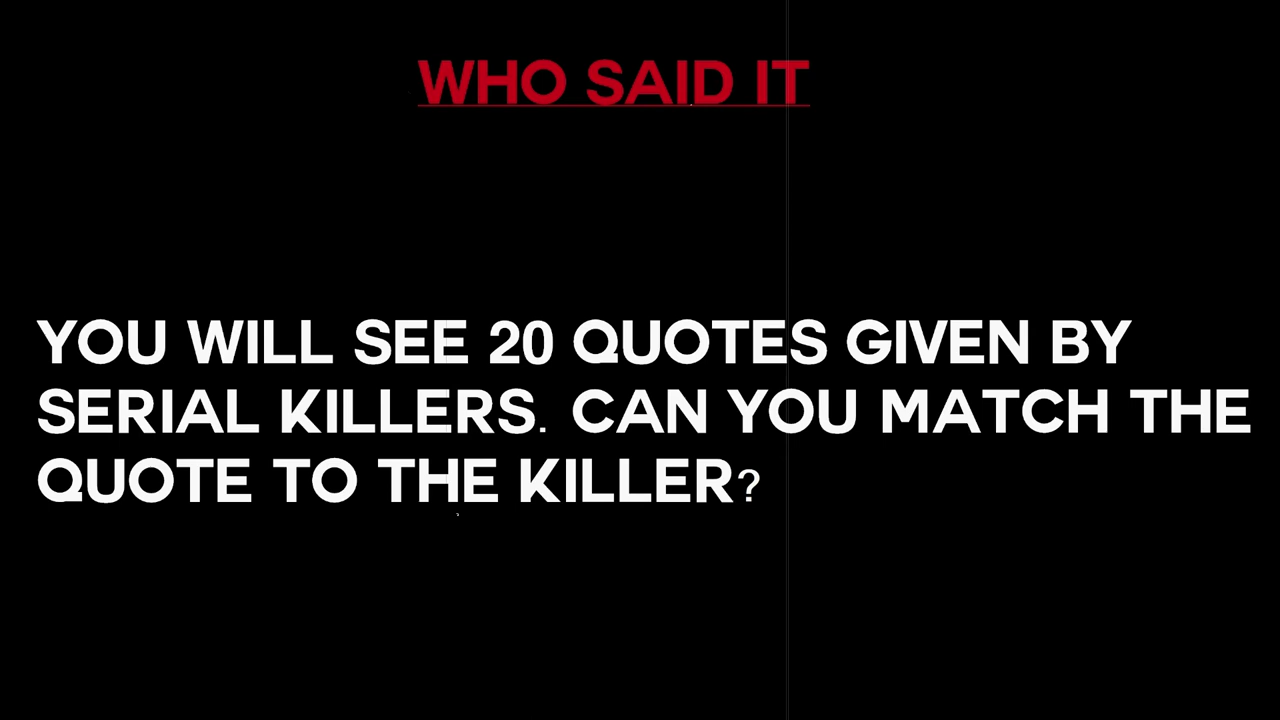 WHO SAID IT
YOU WILL SEE 20 QUOTES GIVEN BY
SERIAL KILLERS. CAN YOU MATCH THE
QUOTE TO THE KILLER?